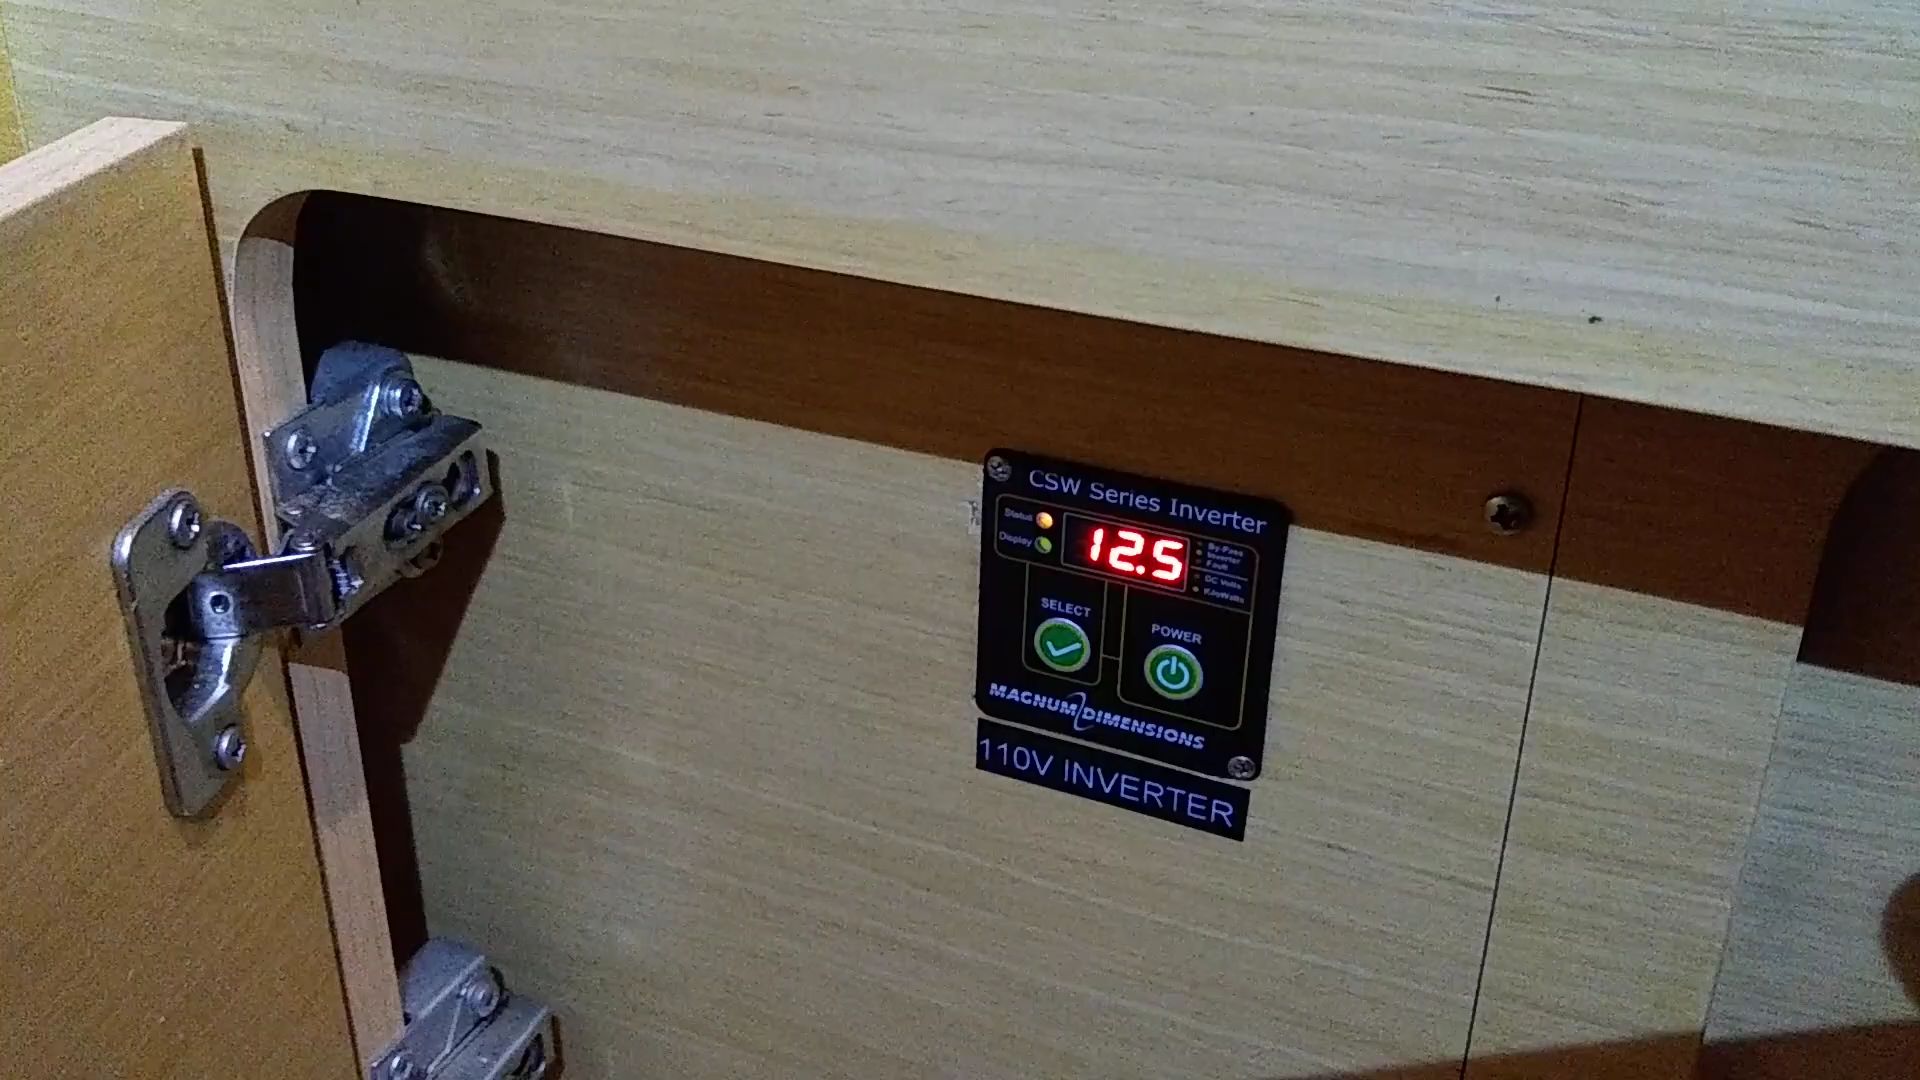 CSW Series Inverter
Status
Display
12.5
By-Pass
Inverter
Fault
DC Volts
SELECT
POWER
MAGNUM DIMENSIONS
110V INVERTER